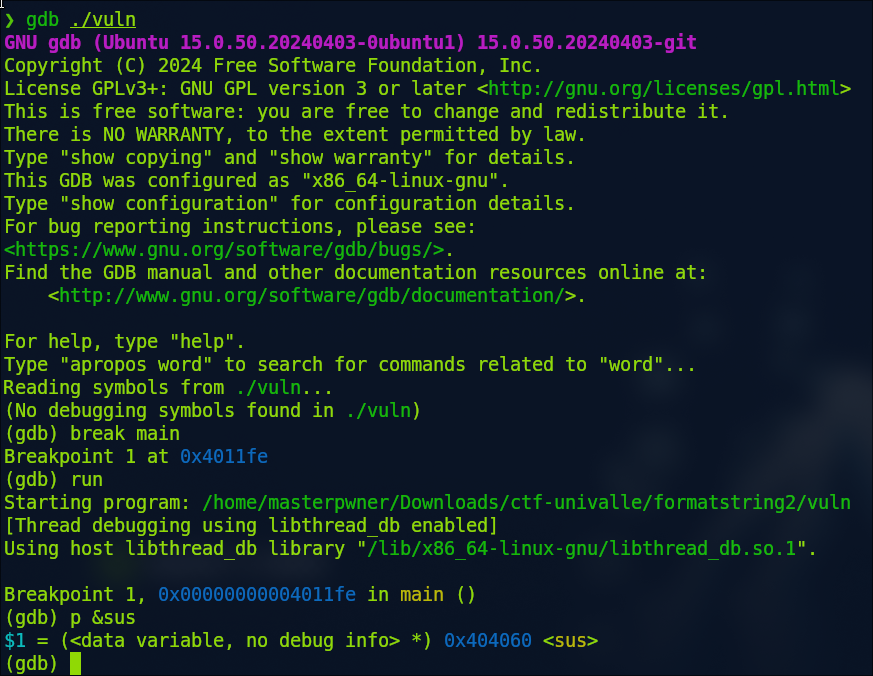 ❯ gdb ./vuln
GNU gdb (Ubuntu 15.0.50.20240403-0ubuntu1) 15.0.50.20240403-git
Copyright (C) 2024 Free Software Foundation, Inc.
License GPLv3+: GNU GPL version 3 or later <http://gnu.org/licenses/gpl.html>
This is free software: you are free to change and redistribute it.
There is NO WARRANTY, to the extent permitted by law.
Type "show copying" and "show warranty" for details.
This GDB was configured as "x86_64-linux-gnu".
Type "show configuration" for configuration details.
For bug reporting instructions, please see:
<https://www.gnu.org/software/gdb/bugs/>.
Find the GDB manual and other documentation resources online at:
    <http://www.gnu.org/software/gdb/documentation/>.

For help, type "help".
Type "apropos word" to search for commands related to "word"...
Reading symbols from ./vuln...
(No debugging symbols found in ./vuln)
(gdb) break main
Breakpoint 1 at 0x4011fe
(gdb) run
Starting program: /home/masterpwner/Downloads/ctf-univalle/formatstring2/vuln
[Thread debugging using libthread_db enabled]
Using host libthread_db library "/lib/x86_64-linux-gnu/libthread_db.so.1".

Breakpoint 1, 0x00000000004011fe in main ()
(gdb) p &sus
$1 = (<data variable, no debug info> *) 0x404060 <sus>
(gdb)